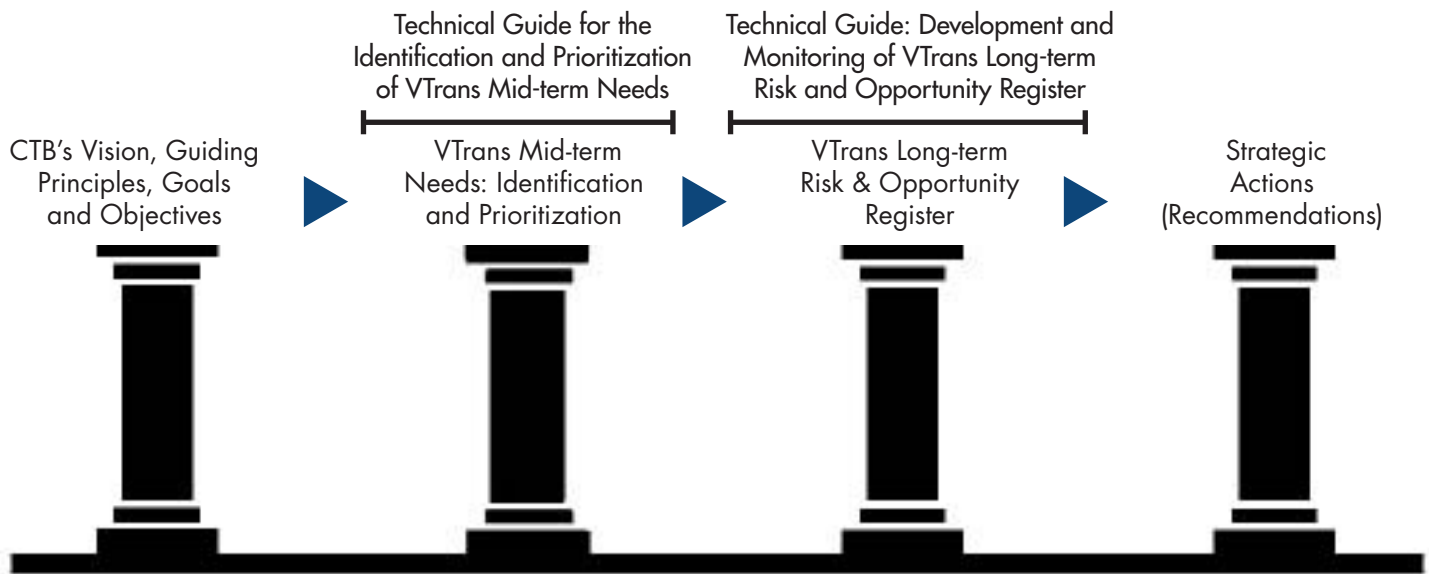 Technical Guide for the
Identification and Prioritization
of VTrans Mid-term Needs
Technical Guide: Development and
Monitoring of VTrans Long-term
Risk and Opportunity Register
CTB's Vision, Guiding
Principles, Goals
and Objectives
VTrans Mid-term
Needs: Identification
and Prioritization
VTrans Long-term
Risk & Opportunity
Register
Strategic
Actions
(Recommendations)